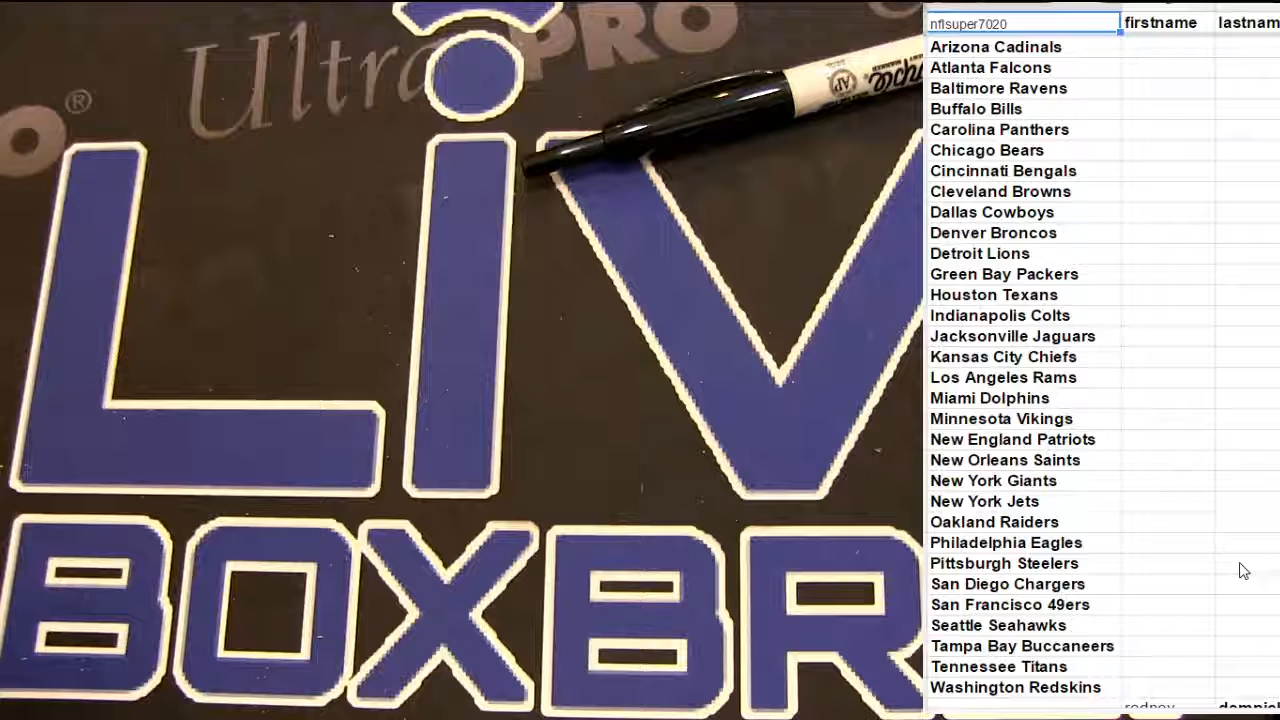 Ultra PRO
O®
LiV
BOXBR
AP
nflsuper7020 firstname lastnam
Arizona Cadinals
Atlanta Falcons
Baltimore Ravens
Buffalo Bills
Carolina Panthers
Chicago Bears
Cincinnati Bengals
Cleveland Browns
Dallas Cowboys
Denver Broncos
Detroit Lions
Green Bay Packers
Houston Texans
Indianapolis Colts
Jacksonville Jaguars
Kansas City Chiefs
Los Angeles Rams
Miami Dolphins
Minnesota Vikings
New England Patriots
New Orleans Saints
New York Giants
New York Jets
Oakland Raiders
Philadelphia Eagles
Pittsburgh Steelers
San Diego Chargers
San Francisco 49ers
Seattle Seahawks
Tampa Bay Buccaneers
Tennessee Titans
Washington Redskins
rodney